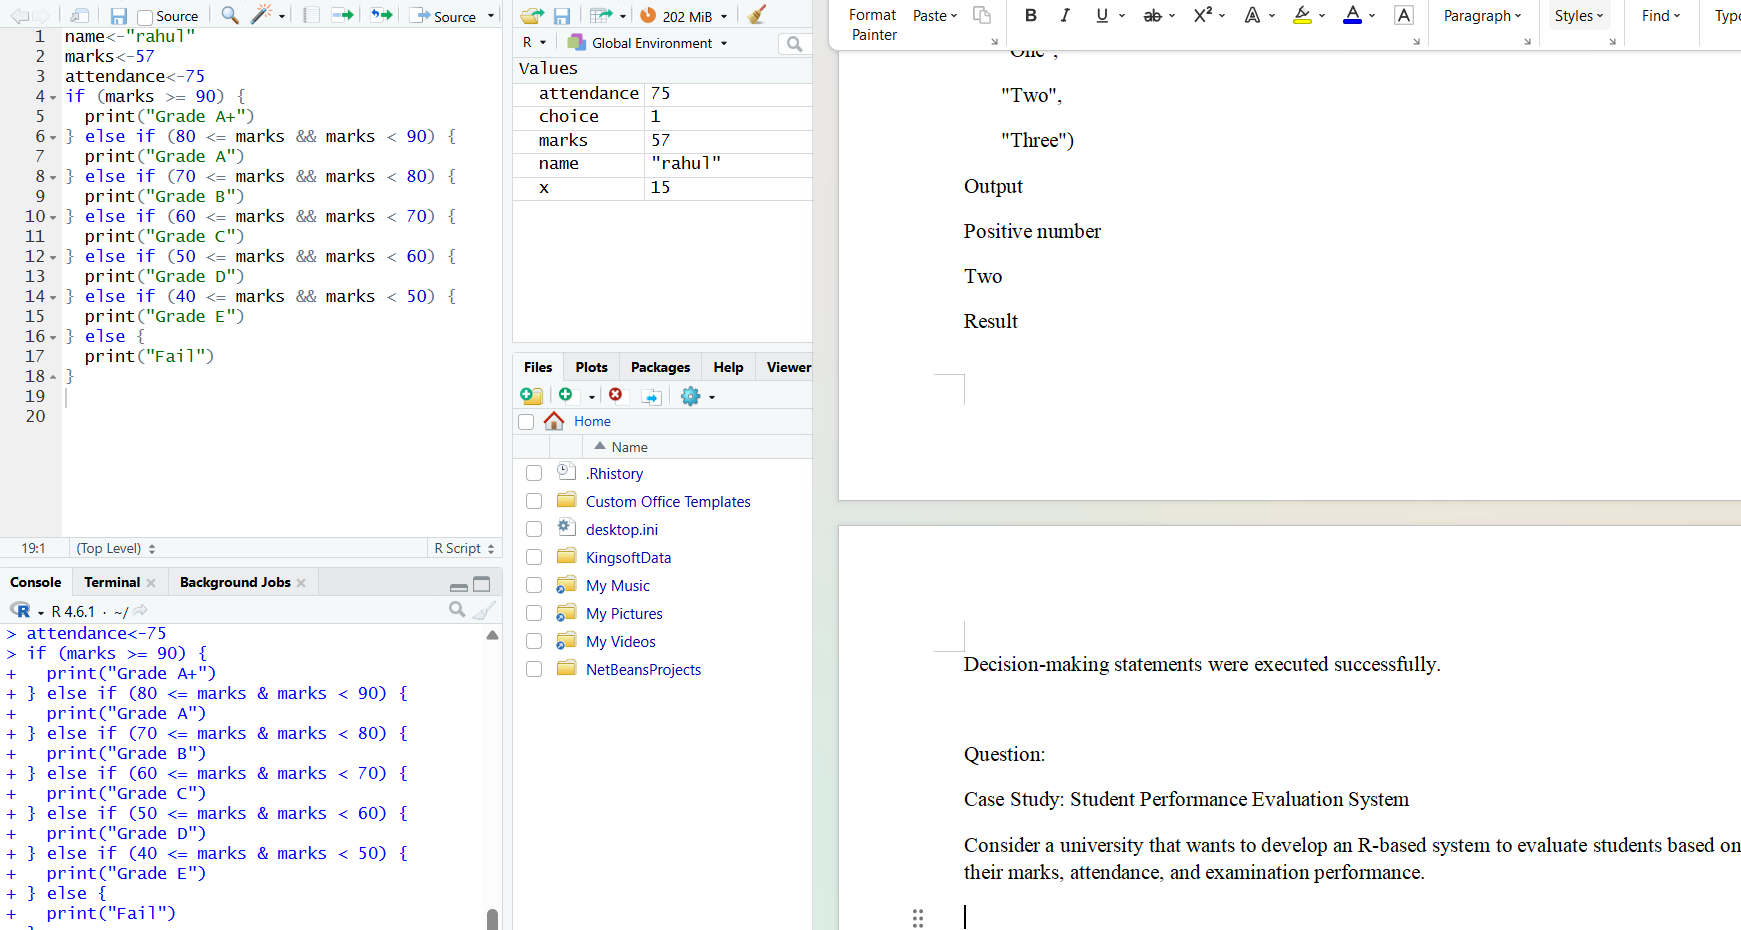 Source
Source
1 name<-"rahul"
2 marks<-57
3 attendance<-75
4 if (marks >= 90) {
5   print("Grade A+")
6 } else if (80 <= marks && marks < 90) {
7   print("Grade A")
8 } else if (70 <= marks && marks < 80) {
9   print("Grade B")
10 } else if (60 <= marks && marks < 70) {
11   print("Grade C")
12 } else if (50 <= marks && marks < 60) {
13   print("Grade D")
14 } else if (40 <= marks && marks < 50) {
15   print("Grade E")
16 } else {
17   print("Fail")
18 }
19
20
19:1 (Top Level) R Script
Console Terminal Background Jobs
R 4.6.1 · ~/
> attendance<-75
> if (marks >= 90) {
+   print("Grade A+")
+ } else if (80 <= marks & marks < 90) {
+   print("Grade A")
+ } else if (70 <= marks & marks < 80) {
+   print("Grade B")
+ } else if (60 <= marks & marks < 70) {
+   print("Grade C")
+ } else if (50 <= marks & marks < 60) {
+   print("Grade D")
+ } else if (40 <= marks & marks < 50) {
+   print("Grade E")
+ } else {
+   print("Fail")
202 MiB
R Global Environment
Values
attendance 75
choice 1
marks 57
name "rahul"
x 15
Files Plots Packages Help Viewer
Home
Name
.Rhistory
Custom Office Templates
desktop.ini
KingsoftData
My Music
My Pictures
My Videos
NetBeansProjects
Format Painter
Paste
B I U ab X² A A A
Paragraph
Styles
Find
"One",
"Two",
"Three")
Output
Positive number
Two
Result
Decision-making statements were executed successfully.
Question:
Case Study: Student Performance Evaluation System
Consider a university that wants to develop an R-based system to evaluate students based on
their marks, attendance, and examination performance.